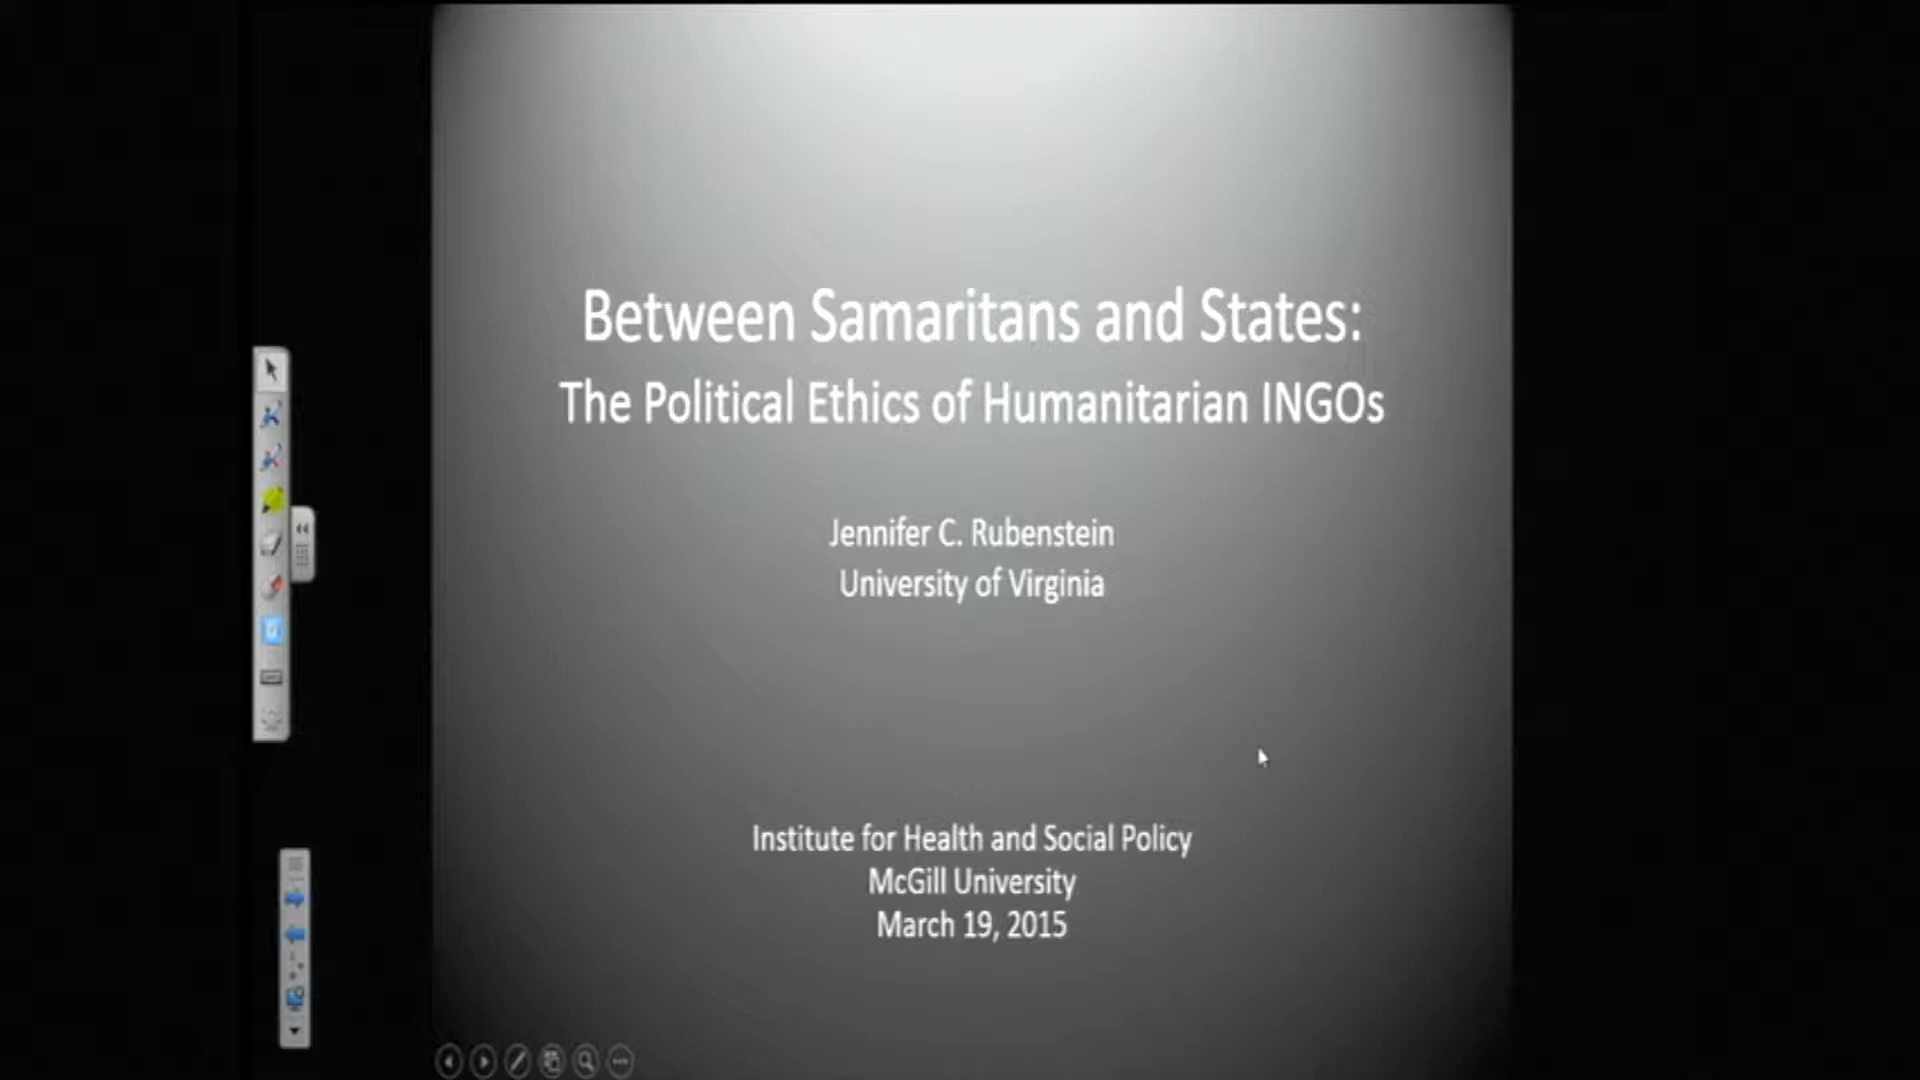 Between Samaritans and States:
The Political Ethics of Humanitarian INGOs
Jennifer C. Rubenstein
University of Virginia
Institute for Health and Social Policy
McGill University
March 19, 2015